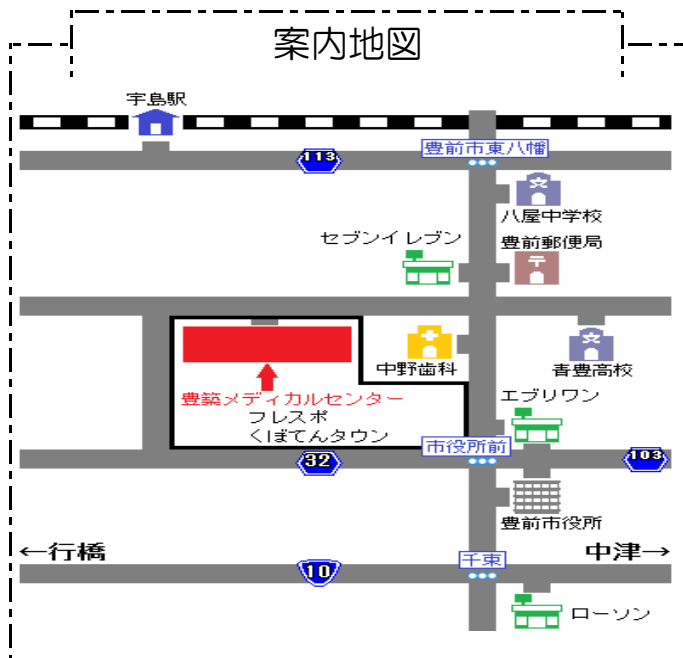 案内地図
宇島駅
113
豊前市東八幡
八屋中学校
セブンイレブン
豊前郵便局
中野歯科
青豊高校
豊築メディカルセンター
フレスポ
くぼてんタウン
エブリワン
市役所前
32
103
豊前市役所
←行橋
中津→
千束
10
ローソン